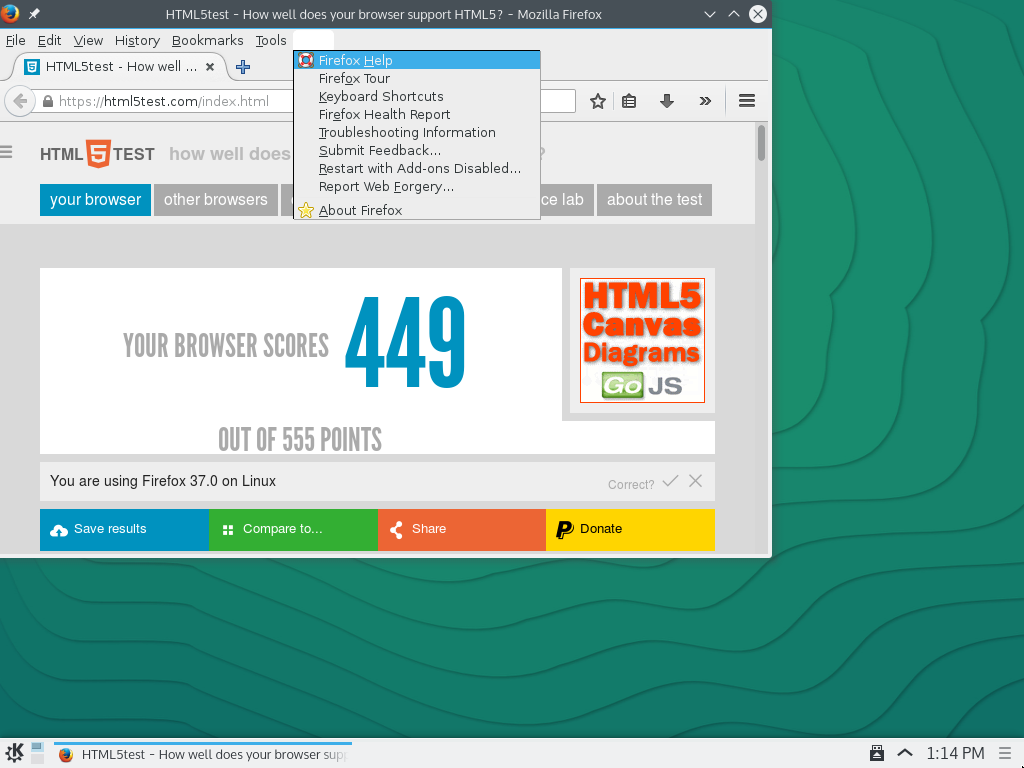 HTML5test - How well does your browser support HTML5? - Mozilla Firefox
File Edit View History Bookmarks Tools
HTML5test - How well ...
https://html5test.com/index.html
Firefox Help
Firefox Tour
Keyboard Shortcuts
Firefox Health Report
Troubleshooting Information
Submit Feedback...
Restart with Add-ons Disabled...
Report Web Forgery...
About Firefox
HTML 5 TEST how well does ?
your browser other browsers ce lab about the test
YOUR BROWSER SCORES 449
OUT OF 555 POINTS
HTML5
Canvas
Diagrams
Go JS
You are using Firefox 37.0 on Linux
Correct?
Save results Compare to... Share Donate
HTML5test - How well does your browser supp
1:14 PM